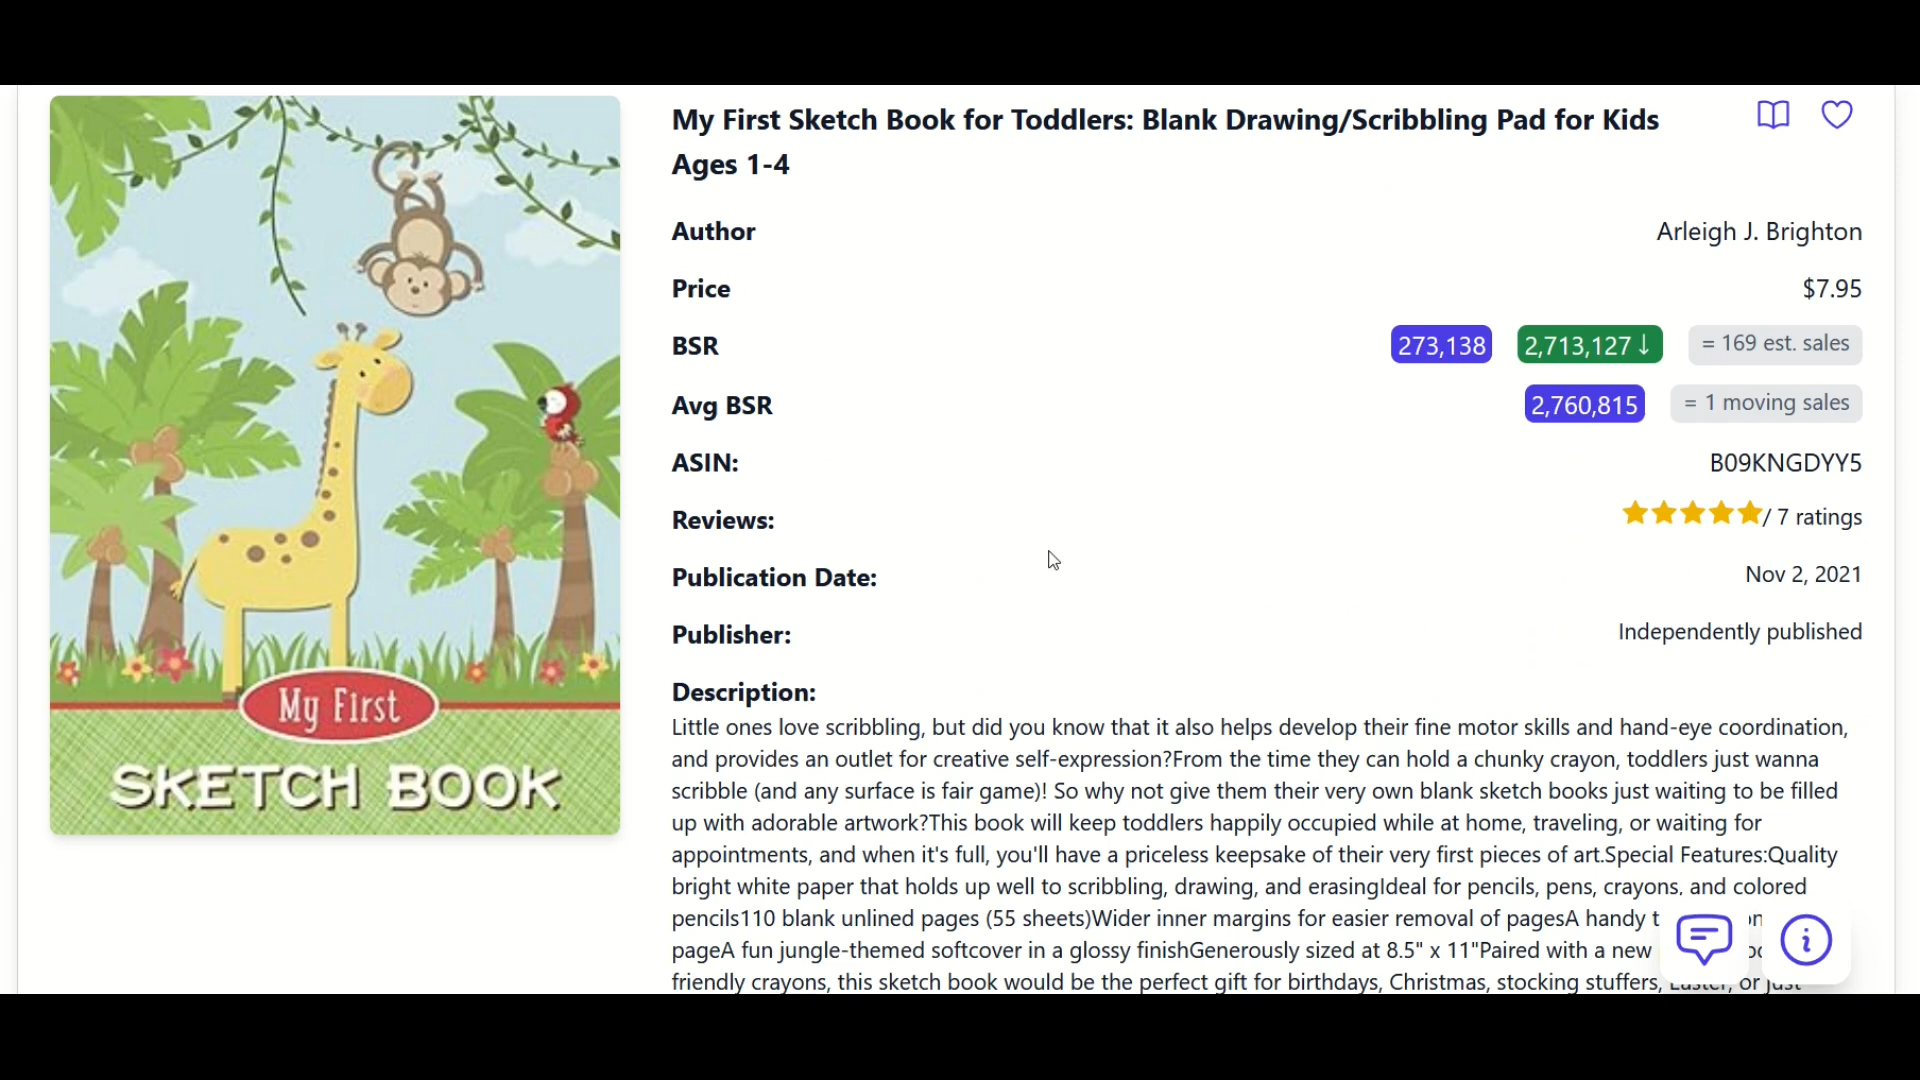 My First
SKETCH BOOK
My First Sketch Book for Toddlers: Blank Drawing/Scribbling Pad for Kids
Ages 1-4
Author Arleigh J. Brighton
Price $7.95
BSR 273,138 2,713,127↓ = 169 est. sales
Avg BSR 2,760,815 = 1 moving sales
ASIN: B09KNGDYY5
Reviews: / 7 ratings
Publication Date: Nov 2, 2021
Publisher: Independently published
Description:
Little ones love scribbling, but did you know that it also helps develop their fine motor skills and hand-eye coordination,
and provides an outlet for creative self-expression?From the time they can hold a chunky crayon, toddlers just wanna
scribble (and any surface is fair game)! So why not give them their very own blank sketch books just waiting to be filled
up with adorable artwork?This book will keep toddlers happily occupied while at home, traveling, or waiting for
appointments, and when it's full, you'll have a priceless keepsake of their very first pieces of art.Special Features:Quality
bright white paper that holds up well to scribbling, drawing, and erasingIdeal for pencils, pens, crayons, and colored
pencils110 blank unlined pages (55 sheets)Wider inner margins for easier removal of pagesA handy
pageA fun jungle-themed softcover in a glossy finishGenerously sized at 8.5" x 11"Paired with a new
friendly crayons, this sketch book would be the perfect gift for birthdays, Christmas, stocking stuffers, Easter, or just